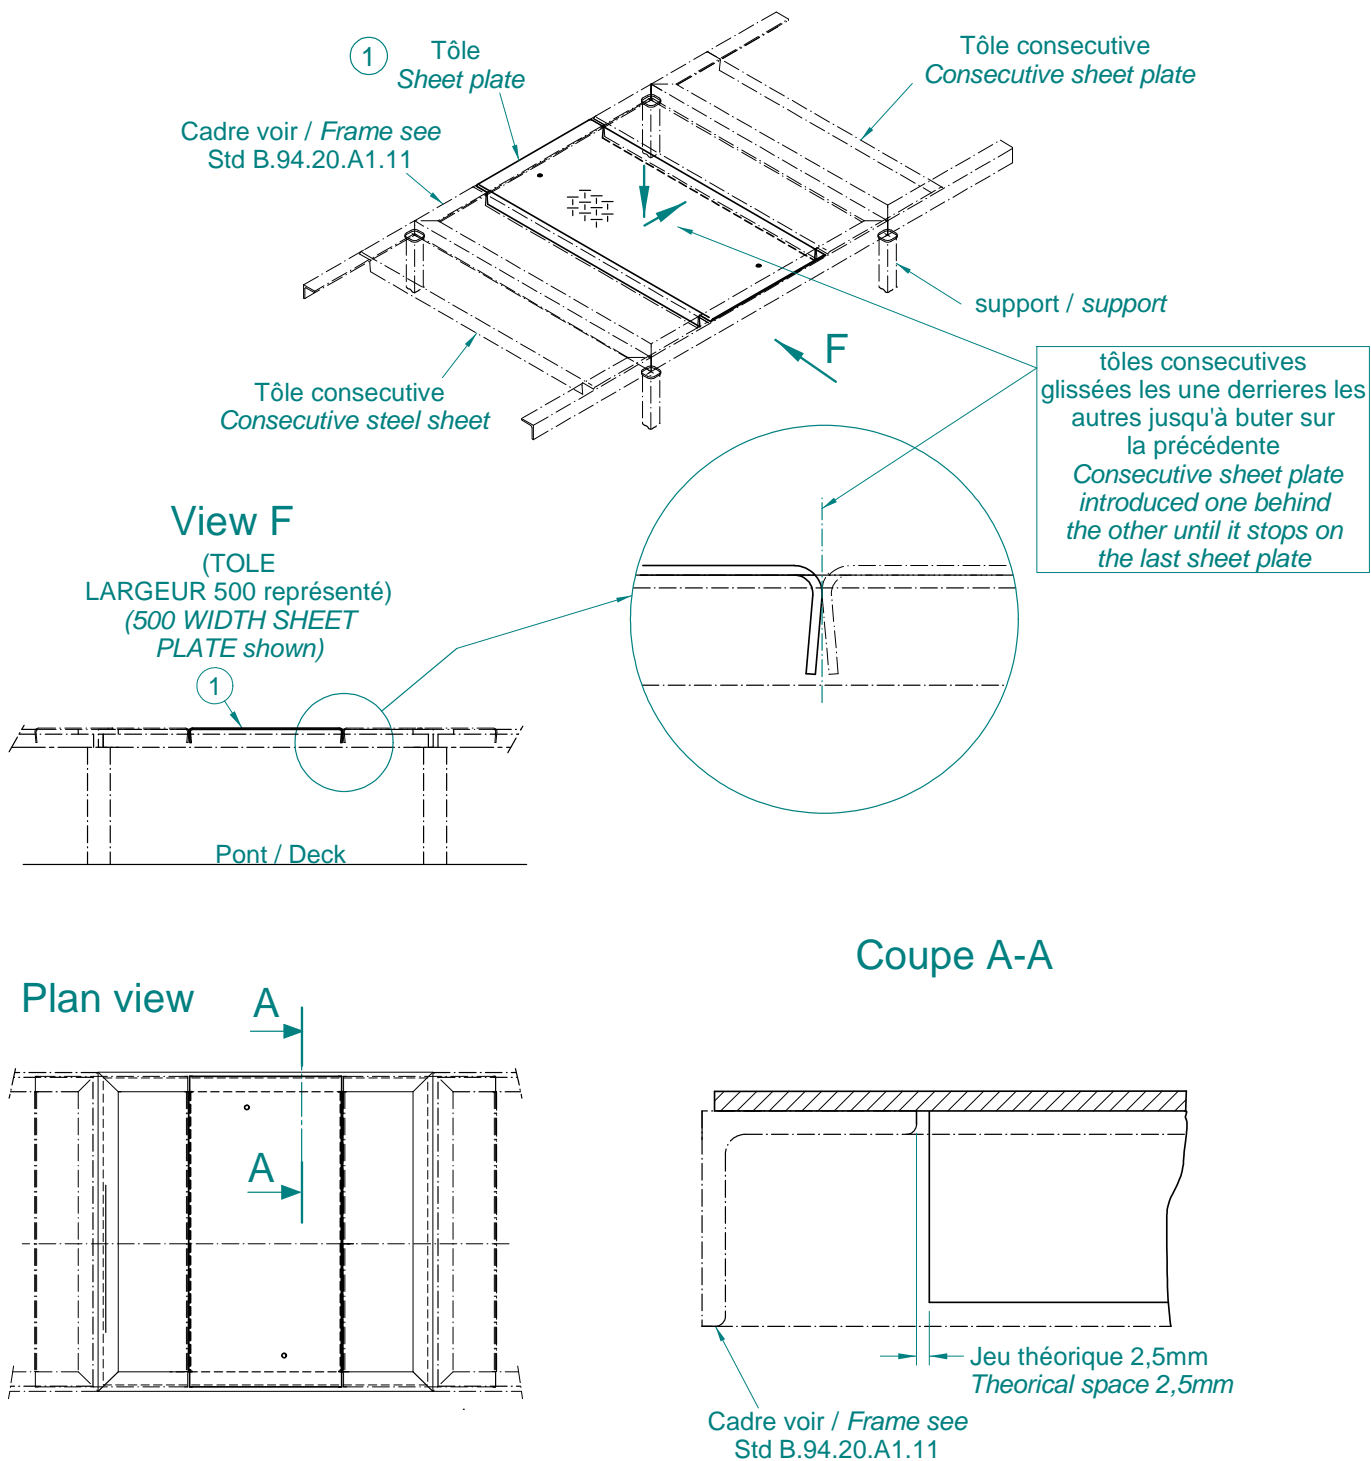 1
Tôle
Sheet plate
Tôle consecutive
Consecutive sheet plate
Cadre voir / Frame see
Std B.94.20.A1.11
support / support
F
Tôle consecutive
Consecutive steel sheet
tôles consecutives
glissées les une derrieres les
autres jusqu'à buter sur
la précédente
Consecutive sheet plate
introduced one behind
the other until it stops on
the last sheet plate
View F
(TOLE
LARGEUR 500 représenté)
(500 WIDTH SHEET
PLATE shown)
1
Pont / Deck
Coupe A-A
Plan view
A
A
Jeu théorique 2,5mm
Theorical space 2,5mm
Cadre voir / Frame see
Std B.94.20.A1.11